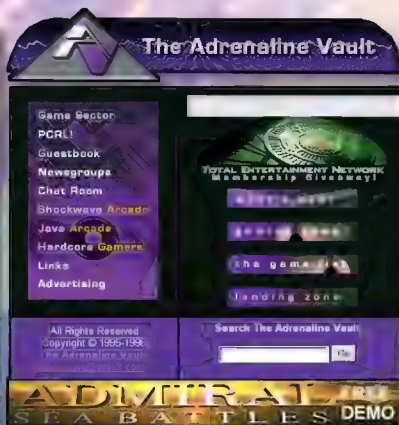 The Adrenaline Vault
Game Sector
PCRL!
Guestbook
Newsgroups
Chat Room
Shockwave Arcade
Java Arcade
Hardcore Gamers
Links
Advertising
TOTAL ENTERTAINMENT NETWORK
Membership Giveaway!
the game list
landing zone
All Rights Reserved
Copyright © 1995-1996
The Adrenaline Vault
Search The Adrenaline Vault
Go
ADMIRAL
SEA BATTLES DEMO